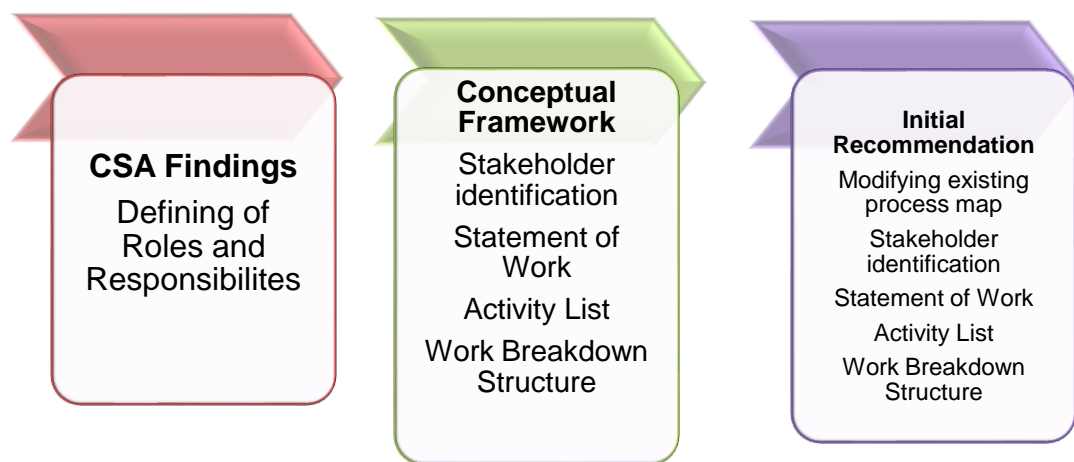 CSA Findings
Defining of
Roles and
Responsibilites
Conceptual
Framework
Stakeholder
identification
Statement of
Work
Activity List
Work Breakdown
Structure
Initial
Recommendation
Modifying existing
process map
Stakeholder
identification
Statement of Work
Activity List
Work Breakdown
Structure